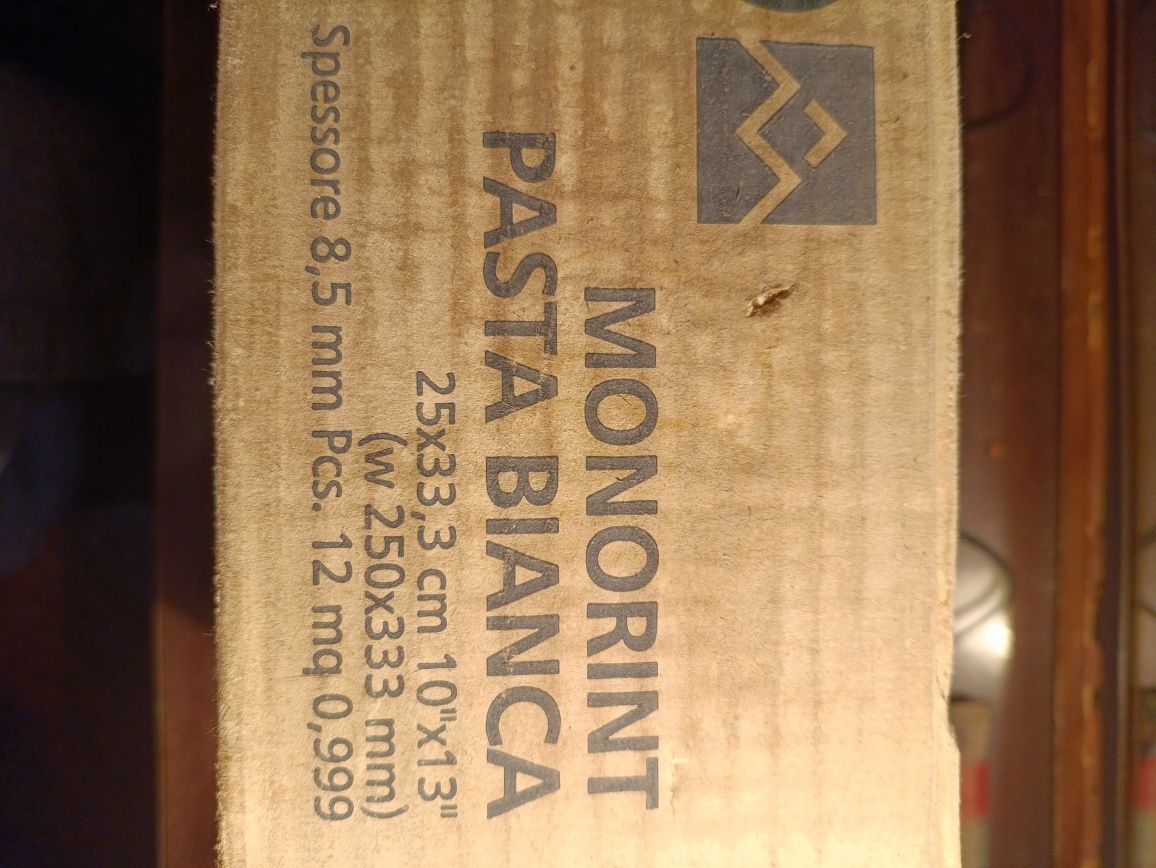 MONORINT
PASTA BIANCA
25x33,3 cm 10"x13"
(w 250x333 mm)
Spessore 8,5 mm Pcs. 12 mq 0,999